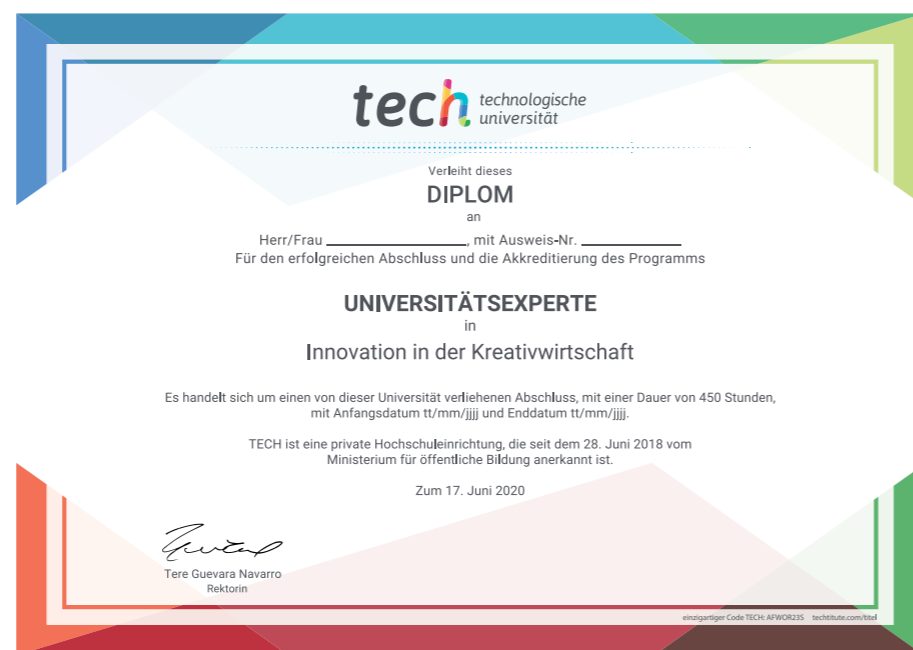 tech technologische
universität
Verleiht dieses
DIPLOM
an
Herr/Frau ____________________, mit Ausweis-Nr. ______________
Für den erfolgreichen Abschluss und die Akkreditierung des Programms
UNIVERSITÄTSEXPERTE
in
Innovation in der Kreativwirtschaft
Es handelt sich um einen von dieser Universität verliehenen Abschluss, mit einer Dauer von 450 Stunden,
mit Anfangsdatum tt/mm/jjjj und Enddatum tt/mm/jjjj.
TECH ist eine private Hochschuleinrichtung, die seit dem 28. Juni 2018 vom
Ministerium für öffentliche Bildung anerkannt ist.
Zum 17. Juni 2020
Tere Guevara Navarro
Rektorin
einzigartiger Code TECH: AFWOR23S techtitute.com/titel